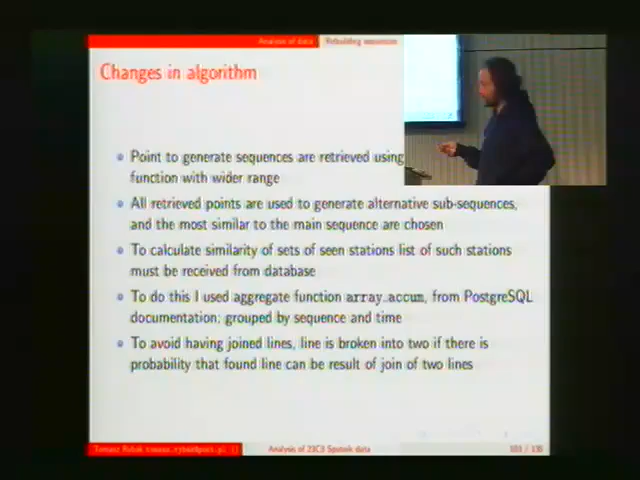 Analysis of data Rebuilding sequences
Changes in algorithm
Point to generate sequences are retrieved using
function with wider range
All retrieved points are used to generate alternative sub-sequences,
and the most similar to the main sequence are chosen
To calculate similarity of sets of seen stations list of such stations
must be received from database
To do this I used aggregate function array_accum, from PostgreSQL
documentation; grouped by sequence and time
To avoid having joined lines, line is broken into two if there is
probability that found line can be result of join of two lines
Analysis of 23C3 Sputnik data